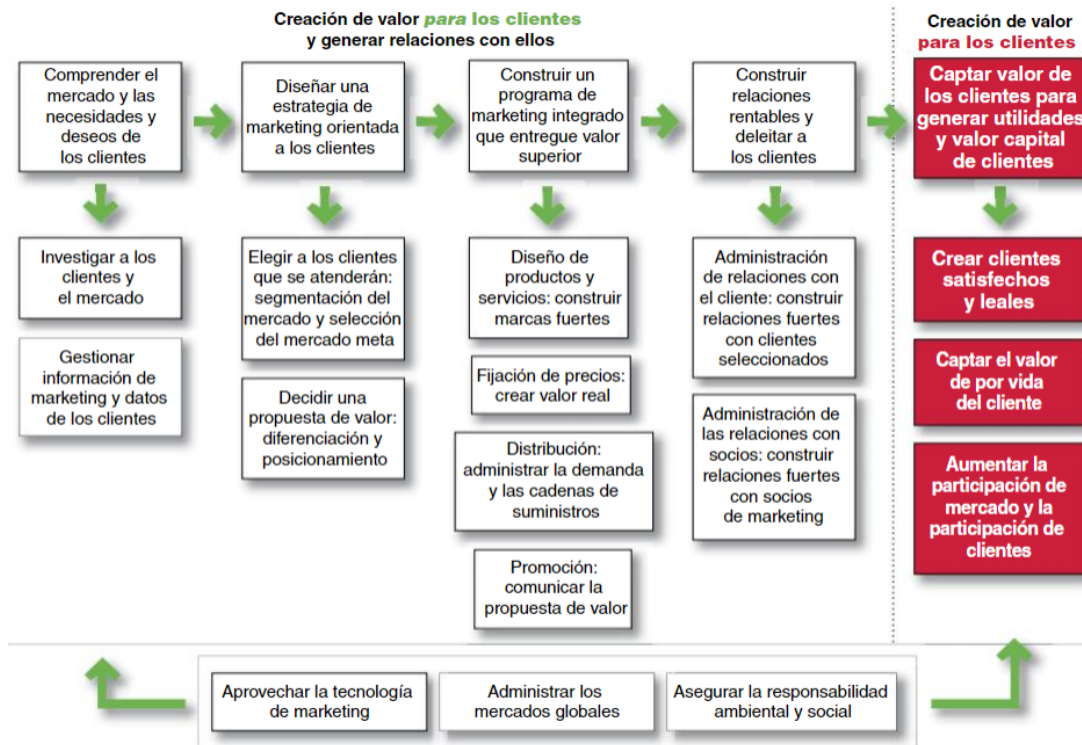 Creación de valor para los clientes
y generar relaciones con ellos
Creación de valor
para los clientes
Comprender el
mercado y las
necesidades y
deseos de
los clientes
Diseñar una
estrategia de
marketing orientada
a los clientes
Construir un
programa de
marketing integrado
que entregue valor
superior
Construir
relaciones
rentables y
deleitar a
los clientes
Captar valor de
los clientes para
generar utilidades
y valor capital
de clientes
Investigar a los
clientes y
el mercado
Gestionar
información de
marketing y datos
de los clientes
Elegir a los clientes
que se atenderán:
segmentación del
mercado y selección
del mercado meta
Decidir una
propuesta de valor:
diferenciación y
posicionamiento
Diseño de
productos y
servicios: construir
marcas fuertes
Fijación de precios:
crear valor real
Distribución:
administrar la demanda
y las cadenas de
suministros
Promoción:
comunicar la
propuesta de valor
Administración
de relaciones con
el cliente: construir
relaciones fuertes
con clientes
seleccionados
Administración de
las relaciones con
socios: construir
relaciones fuertes
con socios
de marketing
Crear clientes
satisfechos
y leales
Captar el valor
de por vida
del cliente
Aumentar la
participación de
mercado y la
participación de
clientes
Aprovechar la tecnología
de marketing
Administrar los
mercados globales
Asegurar la responsabilidad
ambiental y social